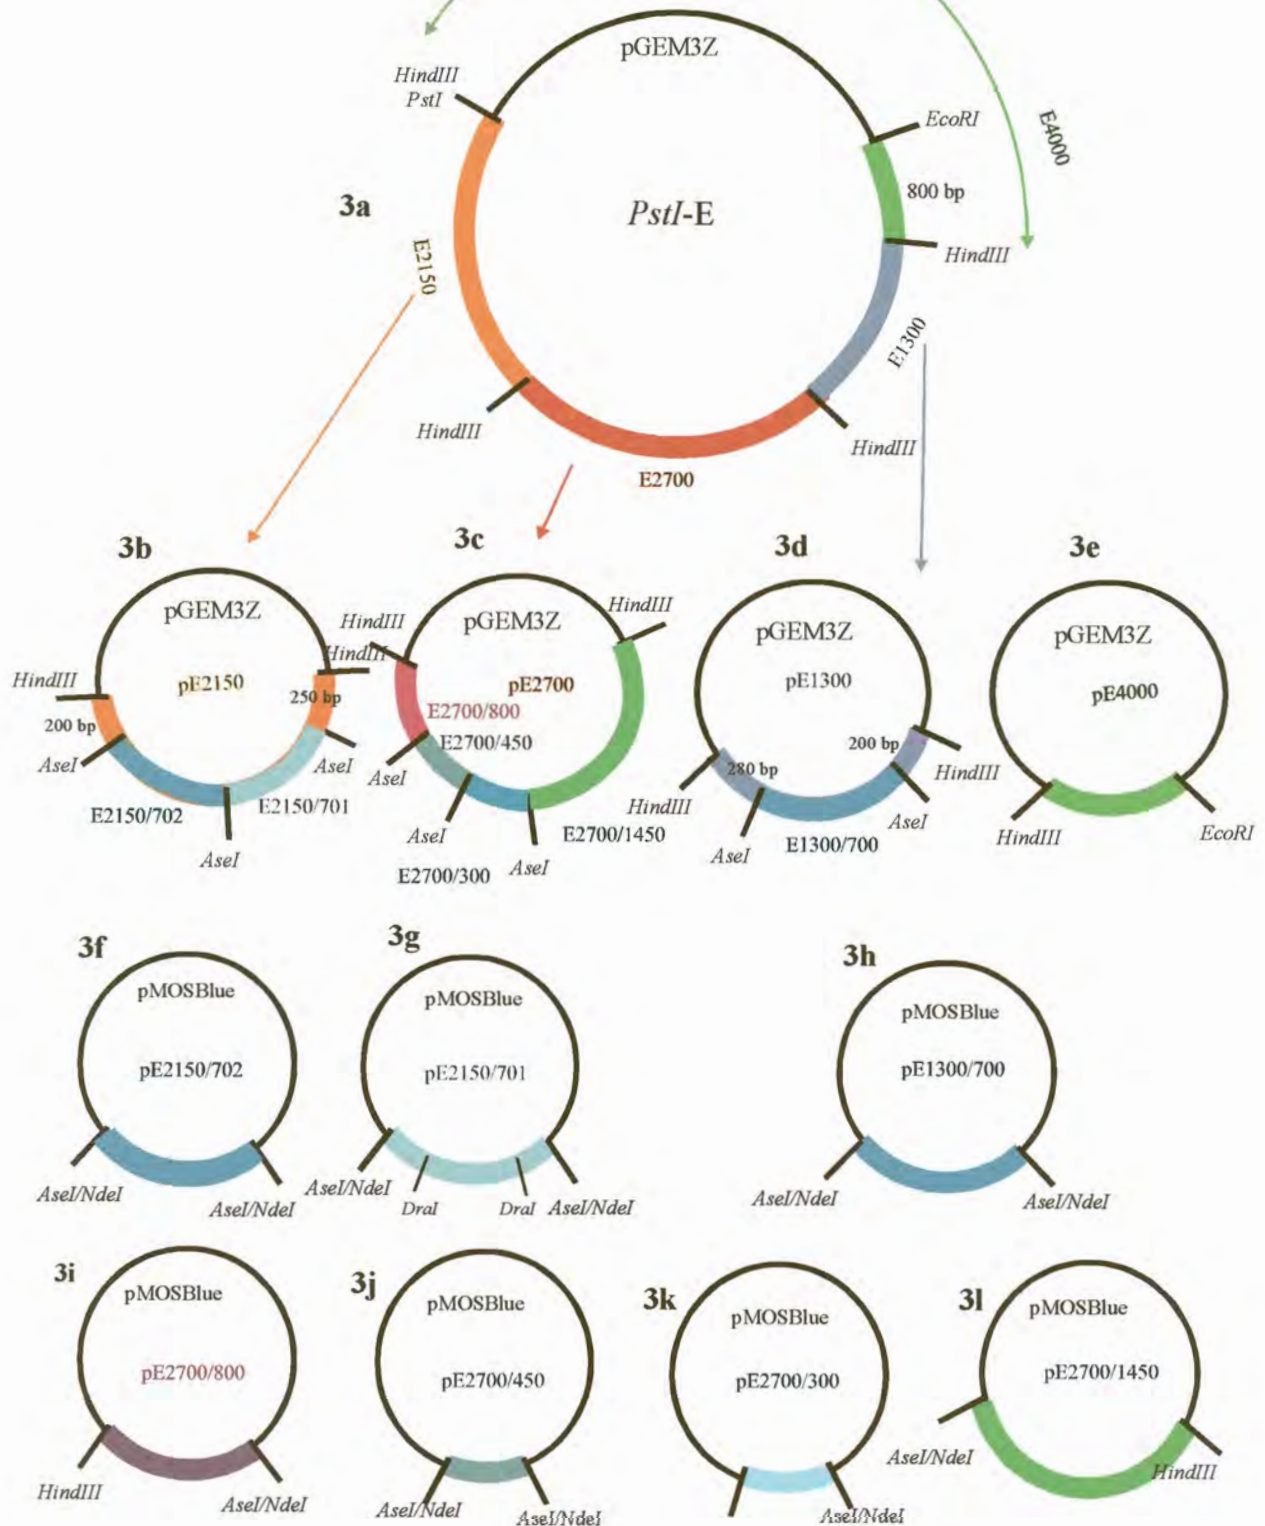 pGEM3Z
HindIII
PstI
EcoRI
E4000
800 bp
3a
PstI-E
HindIII
E2150
E1300
HindIII
HindIII
E2700
3b
3c
3d
3e
pGEM3Z
HindIII
pGEM3Z
HindIII
pGEM3Z
pGEM3Z
HindIII
HindIII
pE2150
250 bp
pE2700
pE1300
pE4000
200 bp
E2700/800
E2700/450
200 bp
AseI
AseI
AseI
280 bp
HindIII
E2150/702
E2150/701
HindIII
AseI
E2700/1450
AseI
E1300/700
HindIII
EcoRI
AseI
E2700/300
AseI
AseI
3f
3g
3h
pMOSBlue
pMOSBlue
pMOSBlue
pE2150/702
pE2150/701
pE1300/700
AseI/NdeI
AseI/NdeI
AseI/NdeI
DraI
DraI
AseI/NdeI
AseI/NdeI
AseI/NdeI
3i
3j
3k
3l
pMOSBlue
pMOSBlue
pMOSBlue
pMOSBlue
pE2700/800
pE2700/450
pE2700/300
pE2700/1450
HindIII
AseI/NdeI
AseI/NdeI
AseI/NdeI
AseI/NdeI
AseI/NdeI
HindIII